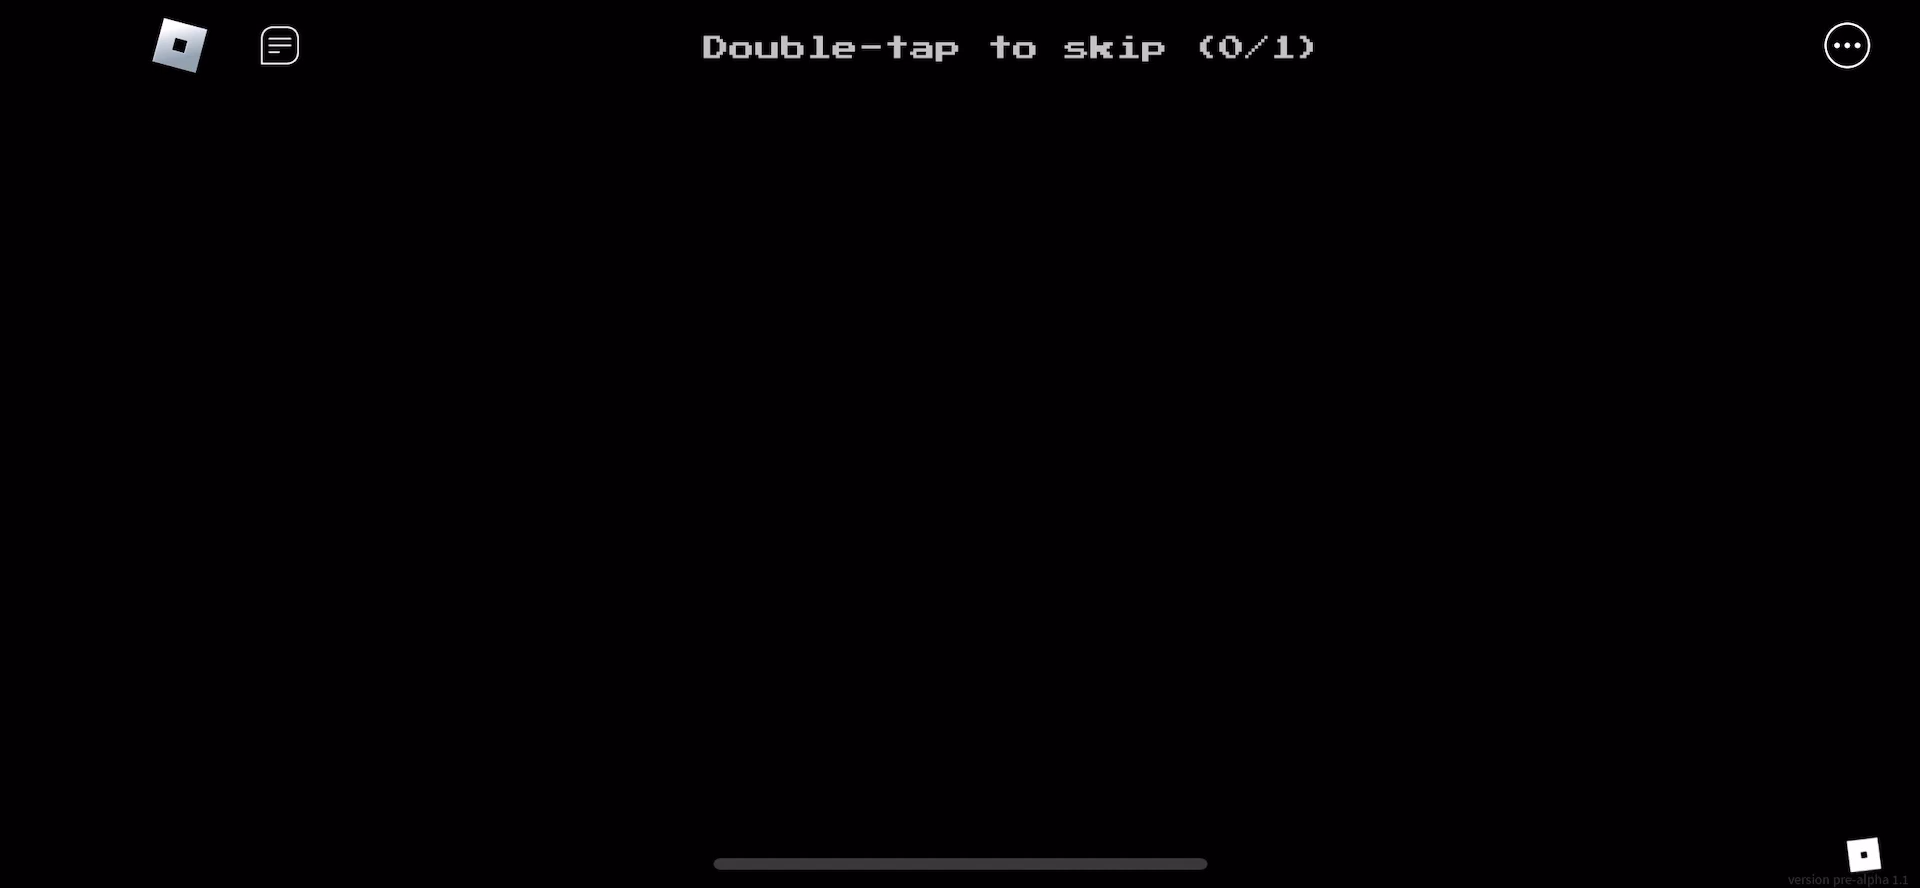 Double-tap to skip (0/1)
version pre-alpha 1.1